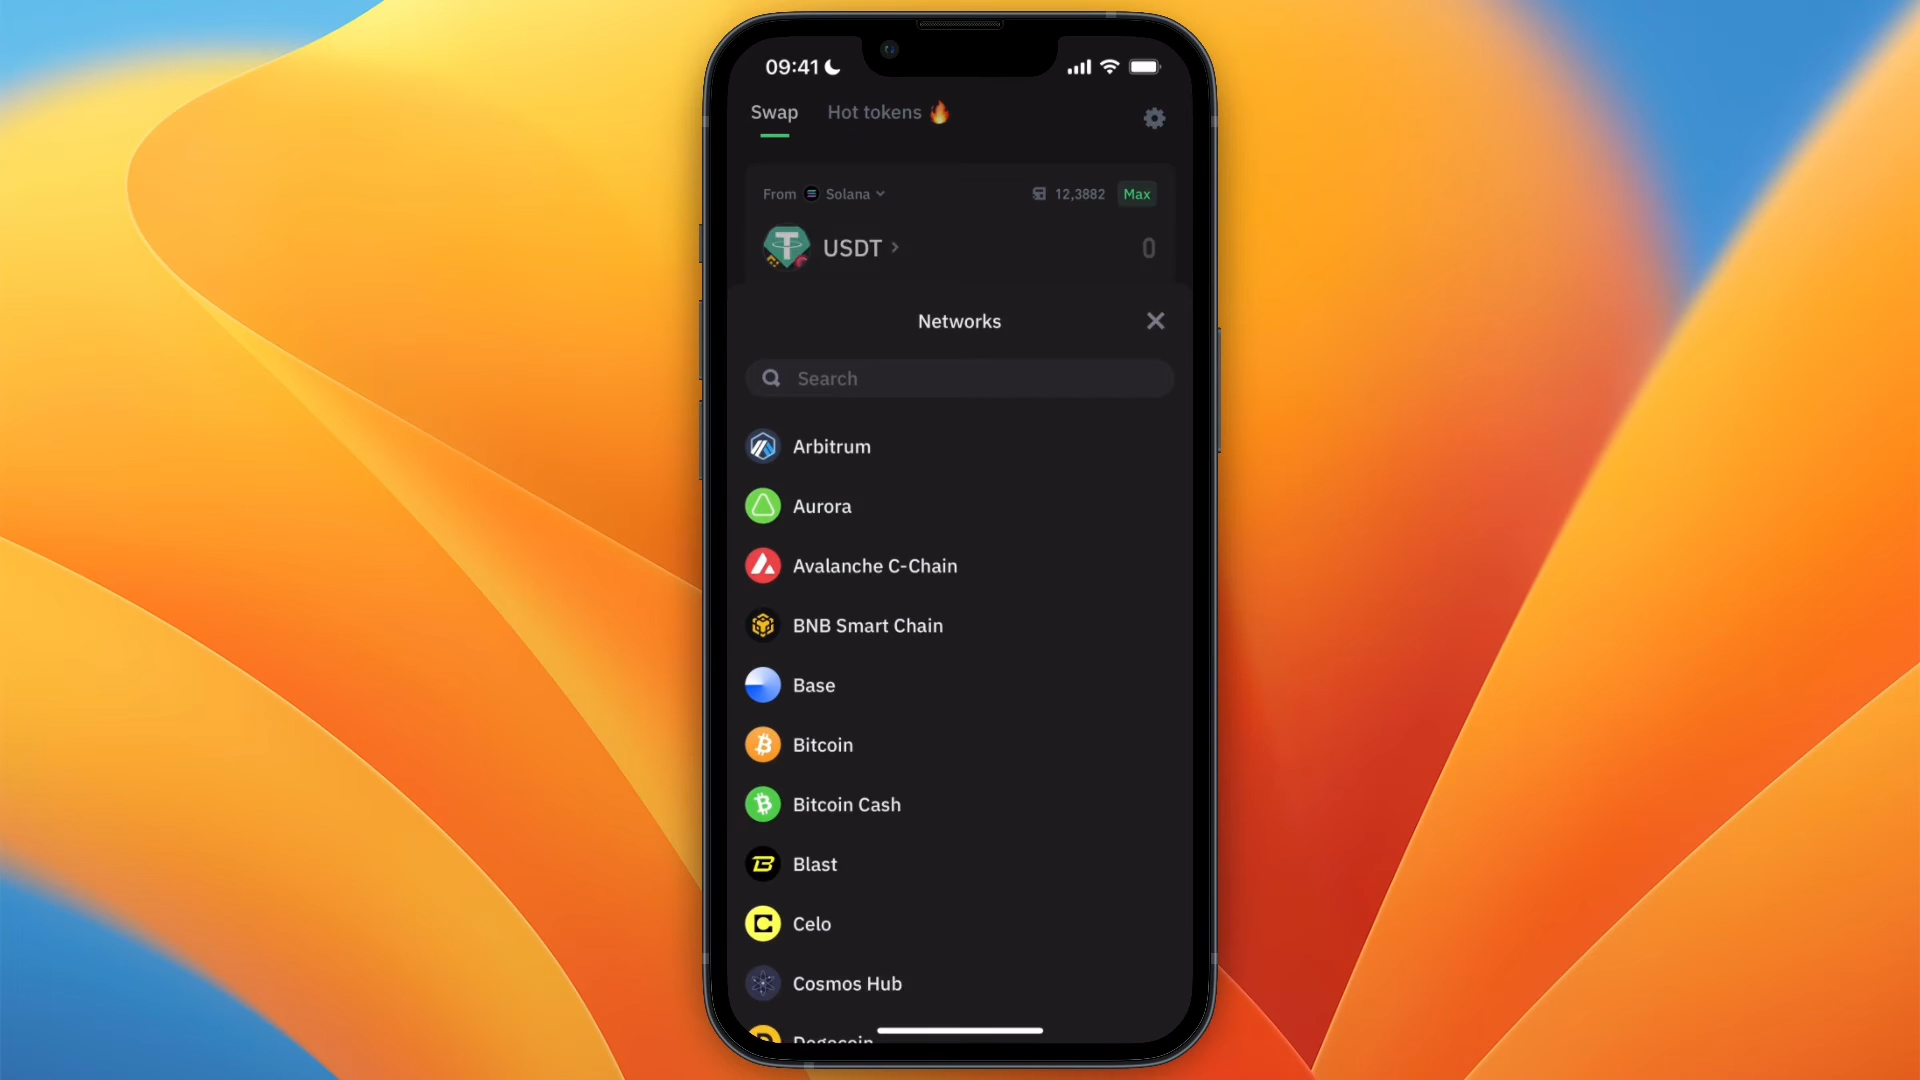 09:41
Swap Hot tokens
From Solana 12,3882 Max
USDT 0
Networks
Search
Arbitrum
Aurora
Avalanche C-Chain
BNB Smart Chain
Base
Bitcoin
Bitcoin Cash
Blast
Celo
Cosmos Hub
Dogecoin